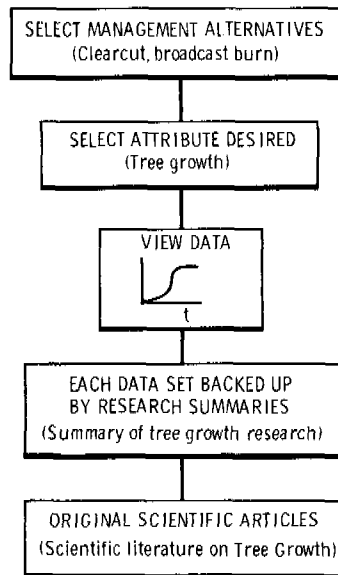 SELECT MANAGEMENT ALTERNATIVES
(Clearcut, broadcast burn)
SELECT ATTRIBUTE DESIRED
(Tree growth)
VIEW DATA
t
EACH DATA SET BACKED UP
BY RESEARCH SUMMARIES
(Summary of tree growth research)
ORIGINAL SCIENTIFIC ARTICLES
(Scientific literature on Tree Growth)